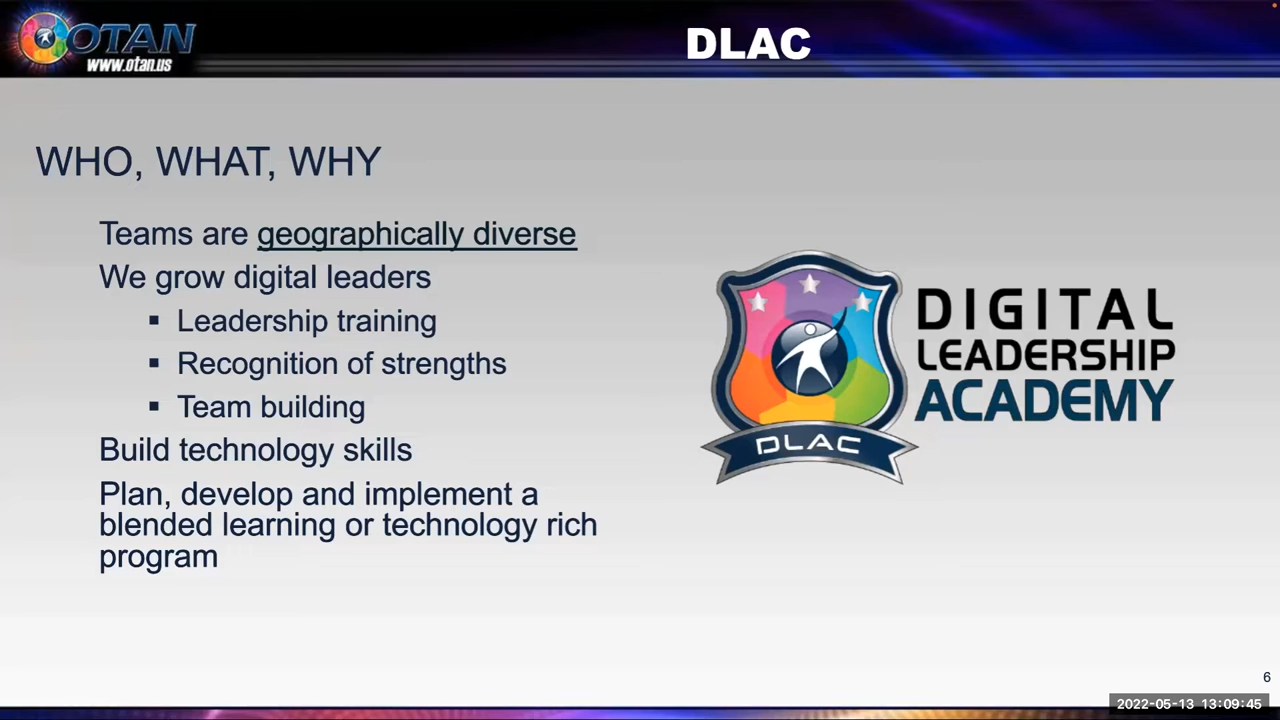 OTAN
www.otan.us
DLAC
WHO, WHAT, WHY
Teams are geographically diverse
We grow digital leaders
▪ Leadership training
▪ Recognition of strengths
▪ Team building
Build technology skills
Plan, develop and implement a
blended learning or technology rich
program
DLAC
DIGITAL
LEADERSHIP
ACADEMY
6
2022-05-13 13:09:45